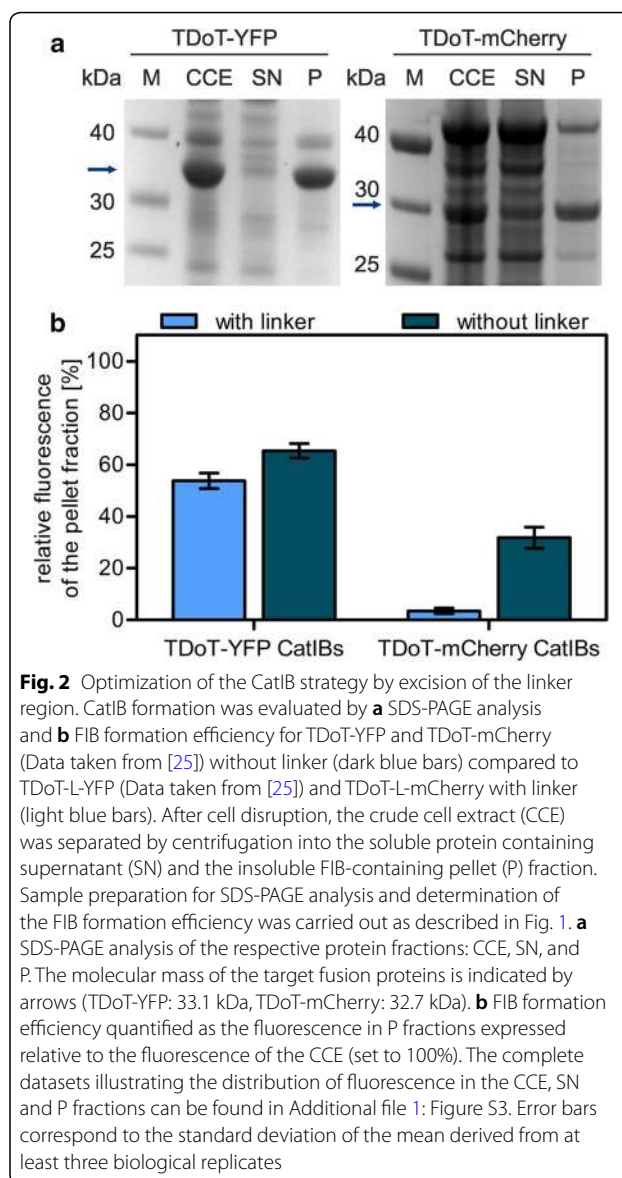 a
TDoT-YFP
TDoT-mCherry
kDa M CCE SN P
kDa M CCE SN P
40
30
25
40
30
25
b
with linker
without linker
relative fluorescence
of the pellet fraction [%]
100
80
60
40
20
0
TDoT-YFP CatIBs
TDoT-mCherry CatIBs
Fig. 2 Optimization of the CatIB strategy by excision of the linker
region. CatIB formation was evaluated by a SDS-PAGE analysis
and b FIB formation efficiency for TDoT-YFP and TDoT-mCherry
(Data taken from [25]) without linker (dark blue bars) compared to
TDoT-L-YFP (Data taken from [25]) and TDoT-L-mCherry with linker
(light blue bars). After cell disruption, the crude cell extract (CCE)
was separated by centrifugation into the soluble protein containing
supernatant (SN) and the insoluble FIB-containing pellet (P) fraction.
Sample preparation for SDS-PAGE analysis and determination of
the FIB formation efficiency was carried out as described in Fig. 1. a
SDS-PAGE analysis of the respective protein fractions: CCE, SN, and
P. The molecular mass of the target fusion proteins is indicated by
arrows (TDoT-YFP: 33.1 kDa, TDoT-mCherry: 32.7 kDa). b FIB formation
efficiency quantified as the fluorescence in P fractions expressed
relative to the fluorescence of the CCE (set to 100%). The complete
datasets illustrating the distribution of fluorescence in the CCE, SN
and P fractions can be found in Additional file 1: Figure S3. Error bars
correspond to the standard deviation of the mean derived from at
least three biological replicates